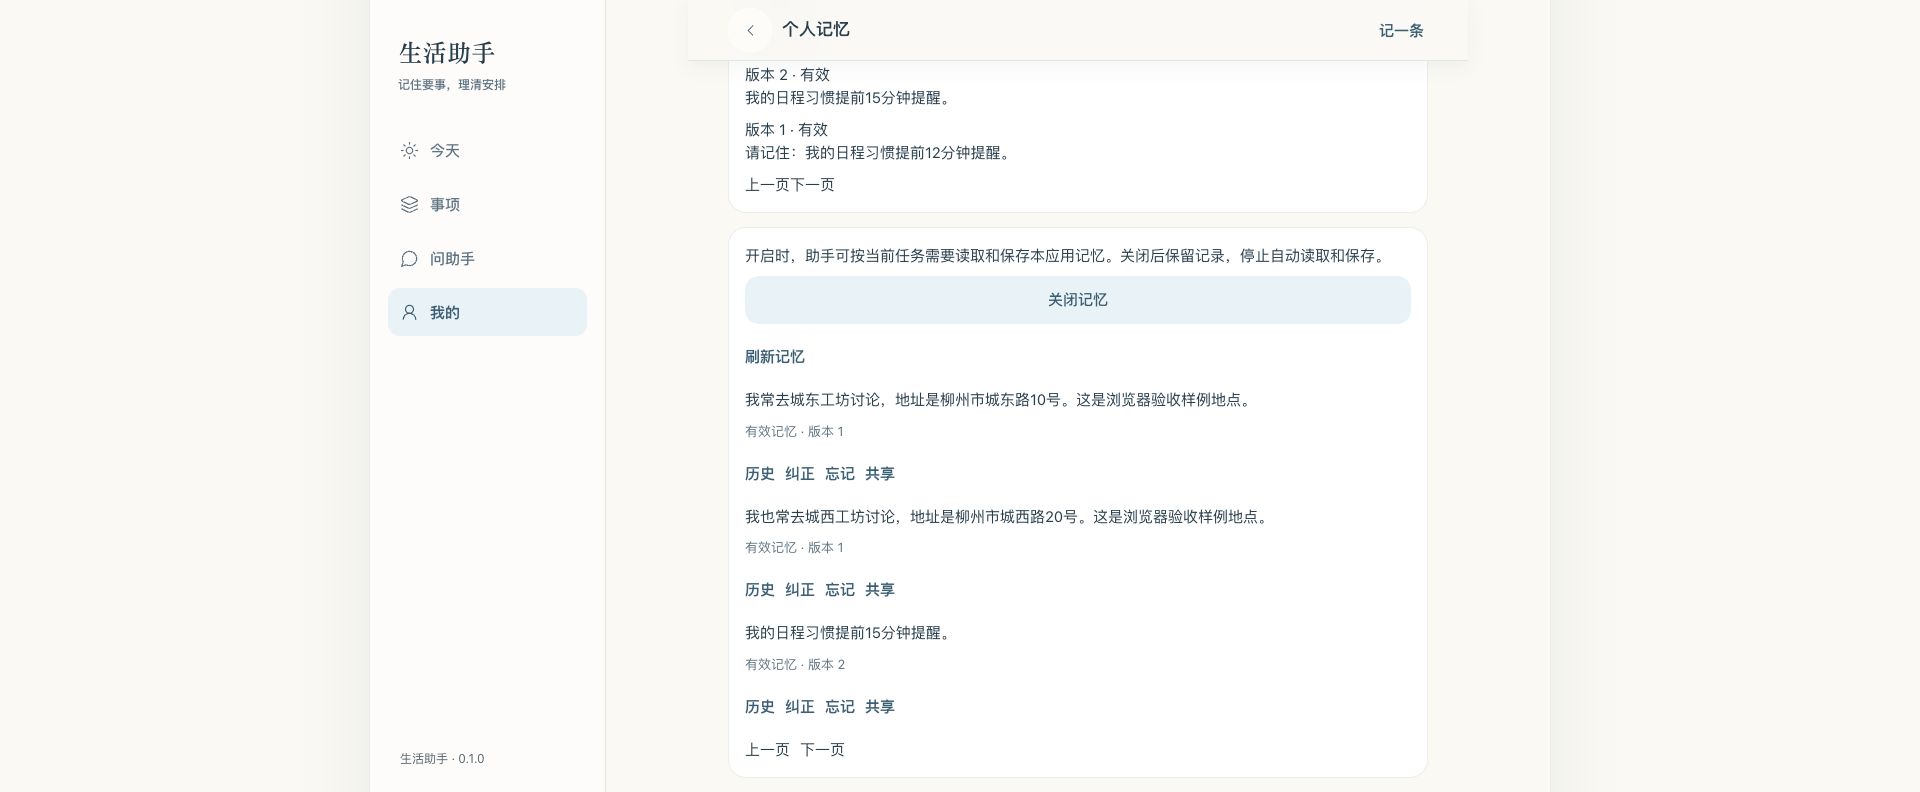 生活助手
记住要事，理清安排
今天
事项
问助手
我的
生活助手 · 0.1.0
个人记忆
记一条
版本 2 · 有效
我的日程习惯提前15分钟提醒。
版本 1 · 有效
请记住：我的日程习惯提前12分钟提醒。
上一页下一页
开启时，助手可按当前任务需要读取和保存本应用记忆。关闭后保留记录，停止自动读取和保存。
关闭记忆
刷新记忆
我常去城东工坊讨论，地址是柳州市城东路10号。这是浏览器验收样例地点。
有效记忆 · 版本 1
历史 纠正 忘记 共享
我也常去城西工坊讨论，地址是柳州市城西路20号。这是浏览器验收样例地点。
有效记忆 · 版本 1
历史 纠正 忘记 共享
我的日程习惯提前15分钟提醒。
有效记忆 · 版本 2
历史 纠正 忘记 共享
上一页 下一页